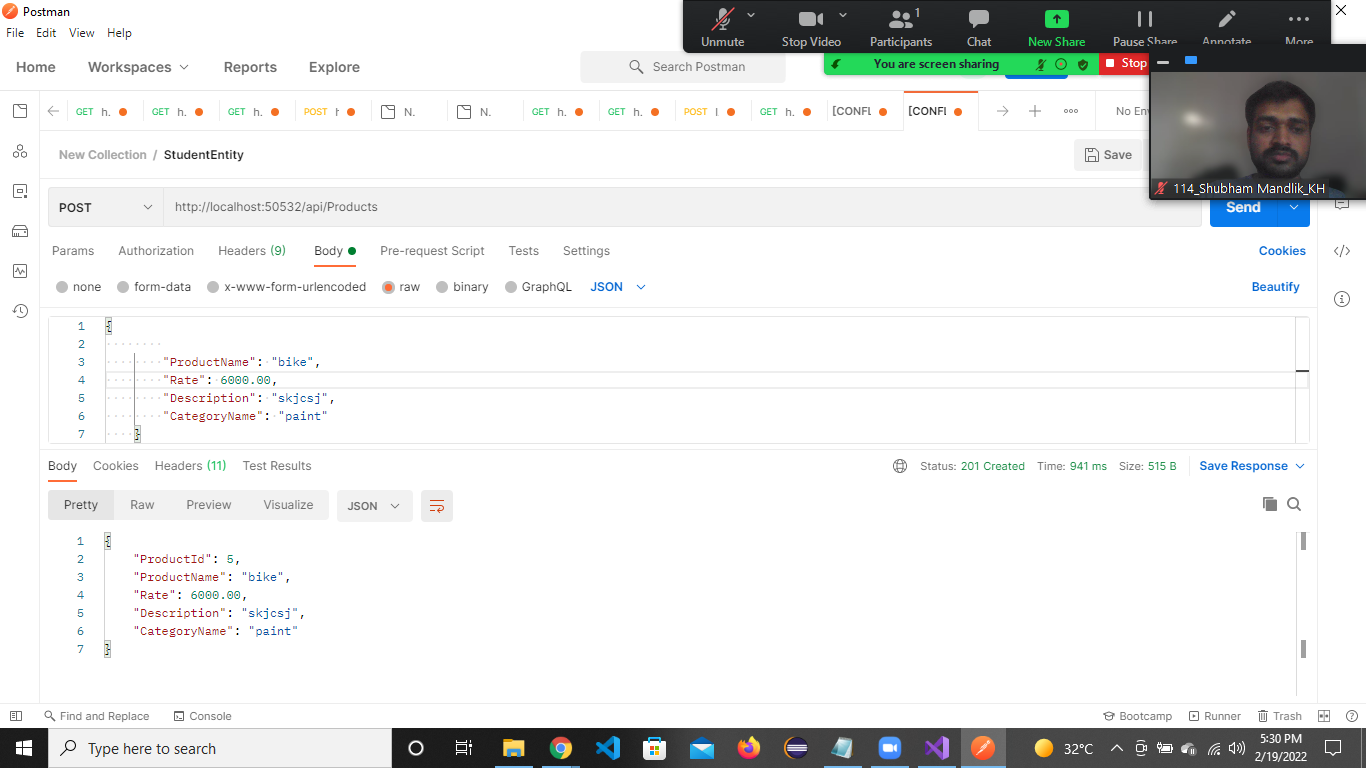 Postman
File Edit View Help
Unmute Stop Video Participants 1 Chat New Share Pause Share Annotate More
You are screen sharing Stop
Home Workspaces Reports Explore Search Postman
GET h. GET h. GET h. POST h N. N. GET h. GET h. POST l GET h. [CONFL [CONFL No Env
New Collection / StudentEntity Save
114_Shubham Mandlik_KH
POST http://localhost:50532/api/Products Send
Params Authorization Headers (9) Body Pre-request Script Tests Settings Cookies
none form-data x-www-form-urlencoded raw binary GraphQL JSON Beautify
1 {
2
3 "ProductName": "bike",
4 "Rate": 6000.00,
5 "Description": "skjcsj",
6 "CategoryName": "paint"
7 }
Body Cookies Headers (11) Test Results Status: 201 Created Time: 941 ms Size: 515 B Save Response
Pretty Raw Preview Visualize JSON
1 {
2 "ProductId": 5,
3 "ProductName": "bike",
4 "Rate": 6000.00,
5 "Description": "skjcsj",
6 "CategoryName": "paint"
7 }
Find and Replace Console Bootcamp Runner Trash
Type here to search 32°C 5:30 PM
2/19/2022